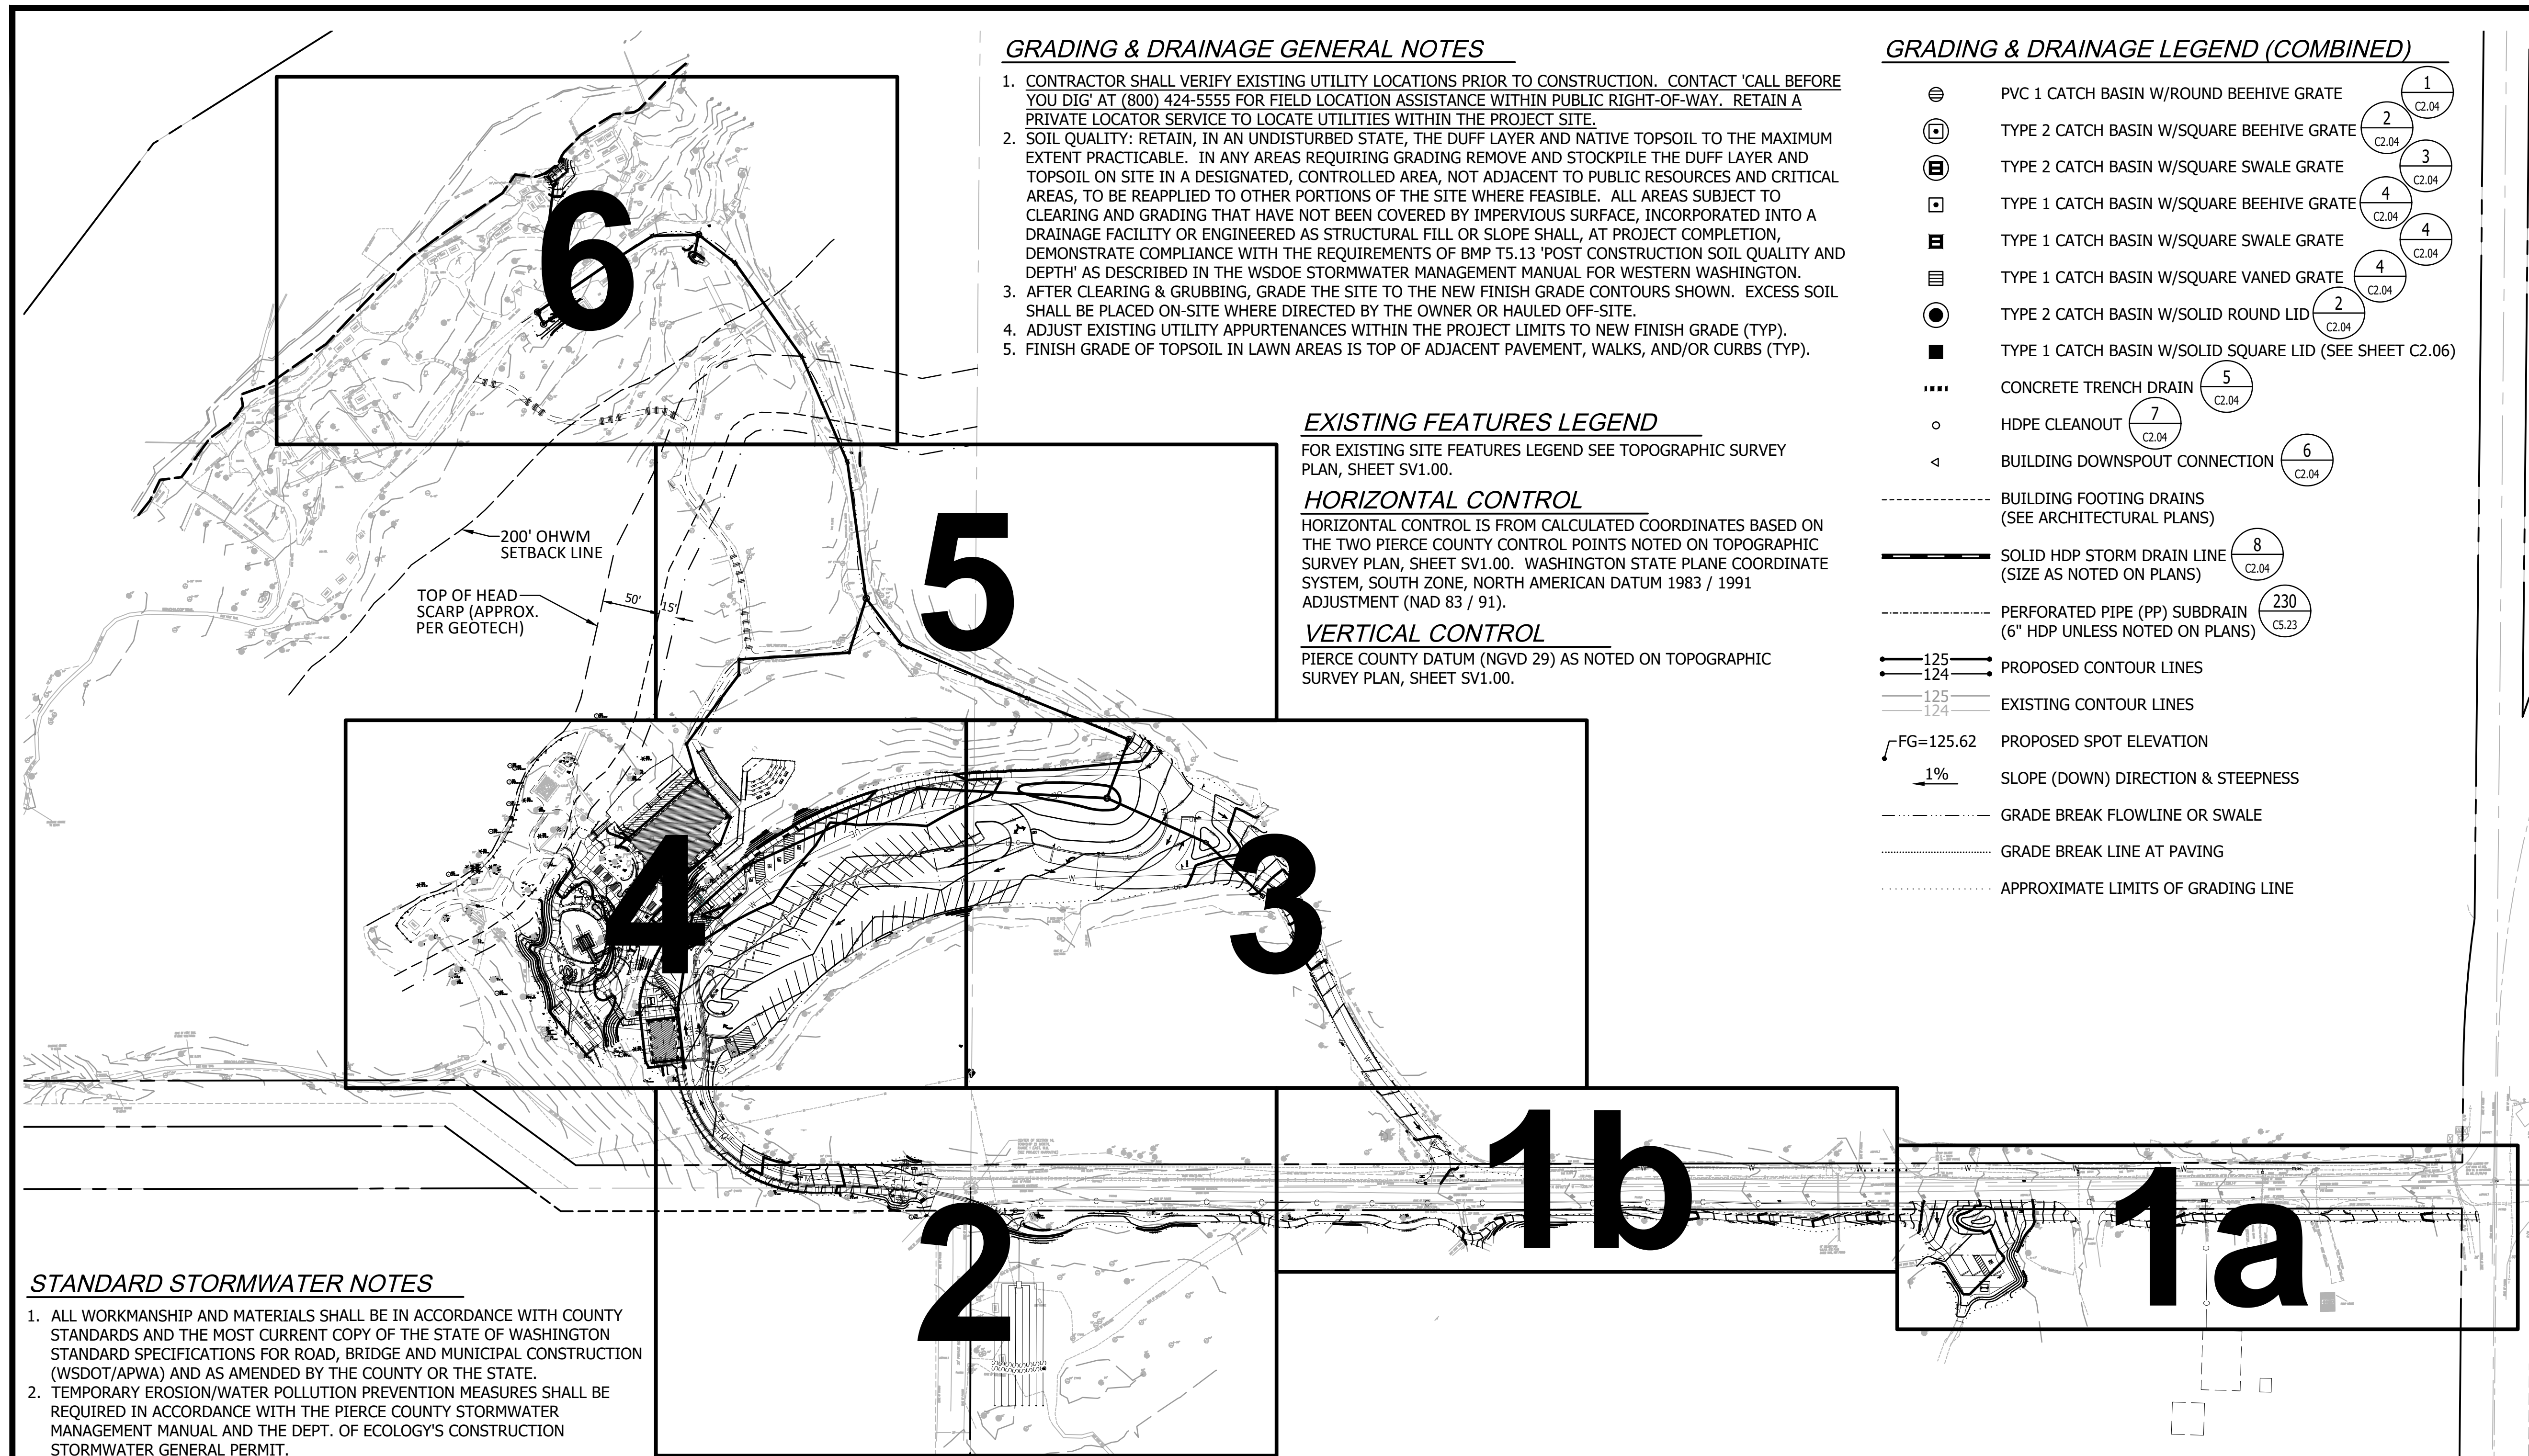 GRADING & DRAINAGE GENERAL NOTES
1. CONTRACTOR SHALL VERIFY EXISTING UTILITY LOCATIONS PRIOR TO CONSTRUCTION. CONTACT 'CALL BEFORE
YOU DIG' AT (800) 424-5555 FOR FIELD LOCATION ASSISTANCE WITHIN PUBLIC RIGHT-OF-WAY. RETAIN A
PRIVATE LOCATOR SERVICE TO LOCATE UTILITIES WITHIN THE PROJECT SITE.
2. SOIL QUALITY: RETAIN, IN AN UNDISTURBED STATE, THE DUFF LAYER AND NATIVE TOPSOIL TO THE MAXIMUM
EXTENT PRACTICABLE. IN ANY AREAS REQUIRING GRADING REMOVE AND STOCKPILE THE DUFF LAYER AND
TOPSOIL ON SITE IN A DESIGNATED, CONTROLLED AREA, NOT ADJACENT TO PUBLIC RESOURCES AND CRITICAL
AREAS, TO BE REAPPLIED TO OTHER PORTIONS OF THE SITE WHERE FEASIBLE. ALL AREAS SUBJECT TO
CLEARING AND GRADING THAT HAVE NOT BEEN COVERED BY IMPERVIOUS SURFACE, INCORPORATED INTO A
DRAINAGE FACILITY OR ENGINEERED AS STRUCTURAL FILL OR SLOPE SHALL, AT PROJECT COMPLETION,
DEMONSTRATE COMPLIANCE WITH THE REQUIREMENTS OF BMP T5.13 'POST CONSTRUCTION SOIL QUALITY AND
DEPTH' AS DESCRIBED IN THE WSDOE STORMWATER MANAGEMENT MANUAL FOR WESTERN WASHINGTON.
3. AFTER CLEARING & GRUBBING, GRADE THE SITE TO THE NEW FINISH GRADE CONTOURS SHOWN. EXCESS SOIL
SHALL BE PLACED ON-SITE WHERE DIRECTED BY THE OWNER OR HAULED OFF-SITE.
4. ADJUST EXISTING UTILITY APPURTENANCES WITHIN THE PROJECT LIMITS TO NEW FINISH GRADE (TYP).
5. FINISH GRADE OF TOPSOIL IN LAWN AREAS IS TOP OF ADJACENT PAVEMENT, WALKS, AND/OR CURBS (TYP).
EXISTING FEATURES LEGEND
FOR EXISTING SITE FEATURES LEGEND SEE TOPOGRAPHIC SURVEY
PLAN, SHEET SV1.00.
HORIZONTAL CONTROL
HORIZONTAL CONTROL IS FROM CALCULATED COORDINATES BASED ON
THE TWO PIERCE COUNTY CONTROL POINTS NOTED ON TOPOGRAPHIC
SURVEY PLAN, SHEET SV1.00. WASHINGTON STATE PLANE COORDINATE
SYSTEM, SOUTH ZONE, NORTH AMERICAN DATUM 1983 / 1991
ADJUSTMENT (NAD 83 / 91).
VERTICAL CONTROL
PIERCE COUNTY DATUM (NGVD 29) AS NOTED ON TOPOGRAPHIC
SURVEY PLAN, SHEET SV1.00.
GRADING & DRAINAGE LEGEND (COMBINED)
PVC 1 CATCH BASIN W/ROUND BEEHIVE GRATE 1 C2.04
TYPE 2 CATCH BASIN W/SQUARE BEEHIVE GRATE 2 C2.04
TYPE 2 CATCH BASIN W/SQUARE SWALE GRATE 3 C2.04
TYPE 1 CATCH BASIN W/SQUARE BEEHIVE GRATE 4 C2.04
TYPE 1 CATCH BASIN W/SQUARE SWALE GRATE 4 C2.04
TYPE 1 CATCH BASIN W/SQUARE VANED GRATE 4 C2.04
TYPE 2 CATCH BASIN W/SOLID ROUND LID 2 C2.04
TYPE 1 CATCH BASIN W/SOLID SQUARE LID (SEE SHEET C2.06)
CONCRETE TRENCH DRAIN 5 C2.04
HDPE CLEANOUT 7 C2.04
BUILDING DOWNSPOUT CONNECTION 6 C2.04
BUILDING FOOTING DRAINS
(SEE ARCHITECTURAL PLANS)
SOLID HDP STORM DRAIN LINE 8 C2.04
(SIZE AS NOTED ON PLANS)
PERFORATED PIPE (PP) SUBDRAIN 230 C5.23
(6" HDP UNLESS NOTED ON PLANS)
125
124 PROPOSED CONTOUR LINES
125
124 EXISTING CONTOUR LINES
FG=125.62 PROPOSED SPOT ELEVATION
1% SLOPE (DOWN) DIRECTION & STEEPNESS
GRADE BREAK FLOWLINE OR SWALE
GRADE BREAK LINE AT PAVING
APPROXIMATE LIMITS OF GRADING LINE
6
5
200' OHWM
SETBACK LINE
TOP OF HEAD
SCARP (APPROX.
PER GEOTECH)
50'
15'
4
3
2
1b
1a
STANDARD STORMWATER NOTES
1. ALL WORKMANSHIP AND MATERIALS SHALL BE IN ACCORDANCE WITH COUNTY
STANDARDS AND THE MOST CURRENT COPY OF THE STATE OF WASHINGTON
STANDARD SPECIFICATIONS FOR ROAD, BRIDGE AND MUNICIPAL CONSTRUCTION
(WSDOT/APWA) AND AS AMENDED BY THE COUNTY OR THE STATE.
2. TEMPORARY EROSION/WATER POLLUTION PREVENTION MEASURES SHALL BE
REQUIRED IN ACCORDANCE WITH THE PIERCE COUNTY STORMWATER
MANAGEMENT MANUAL AND THE DEPT. OF ECOLOGY'S CONSTRUCTION
STORMWATER GENERAL PERMIT.